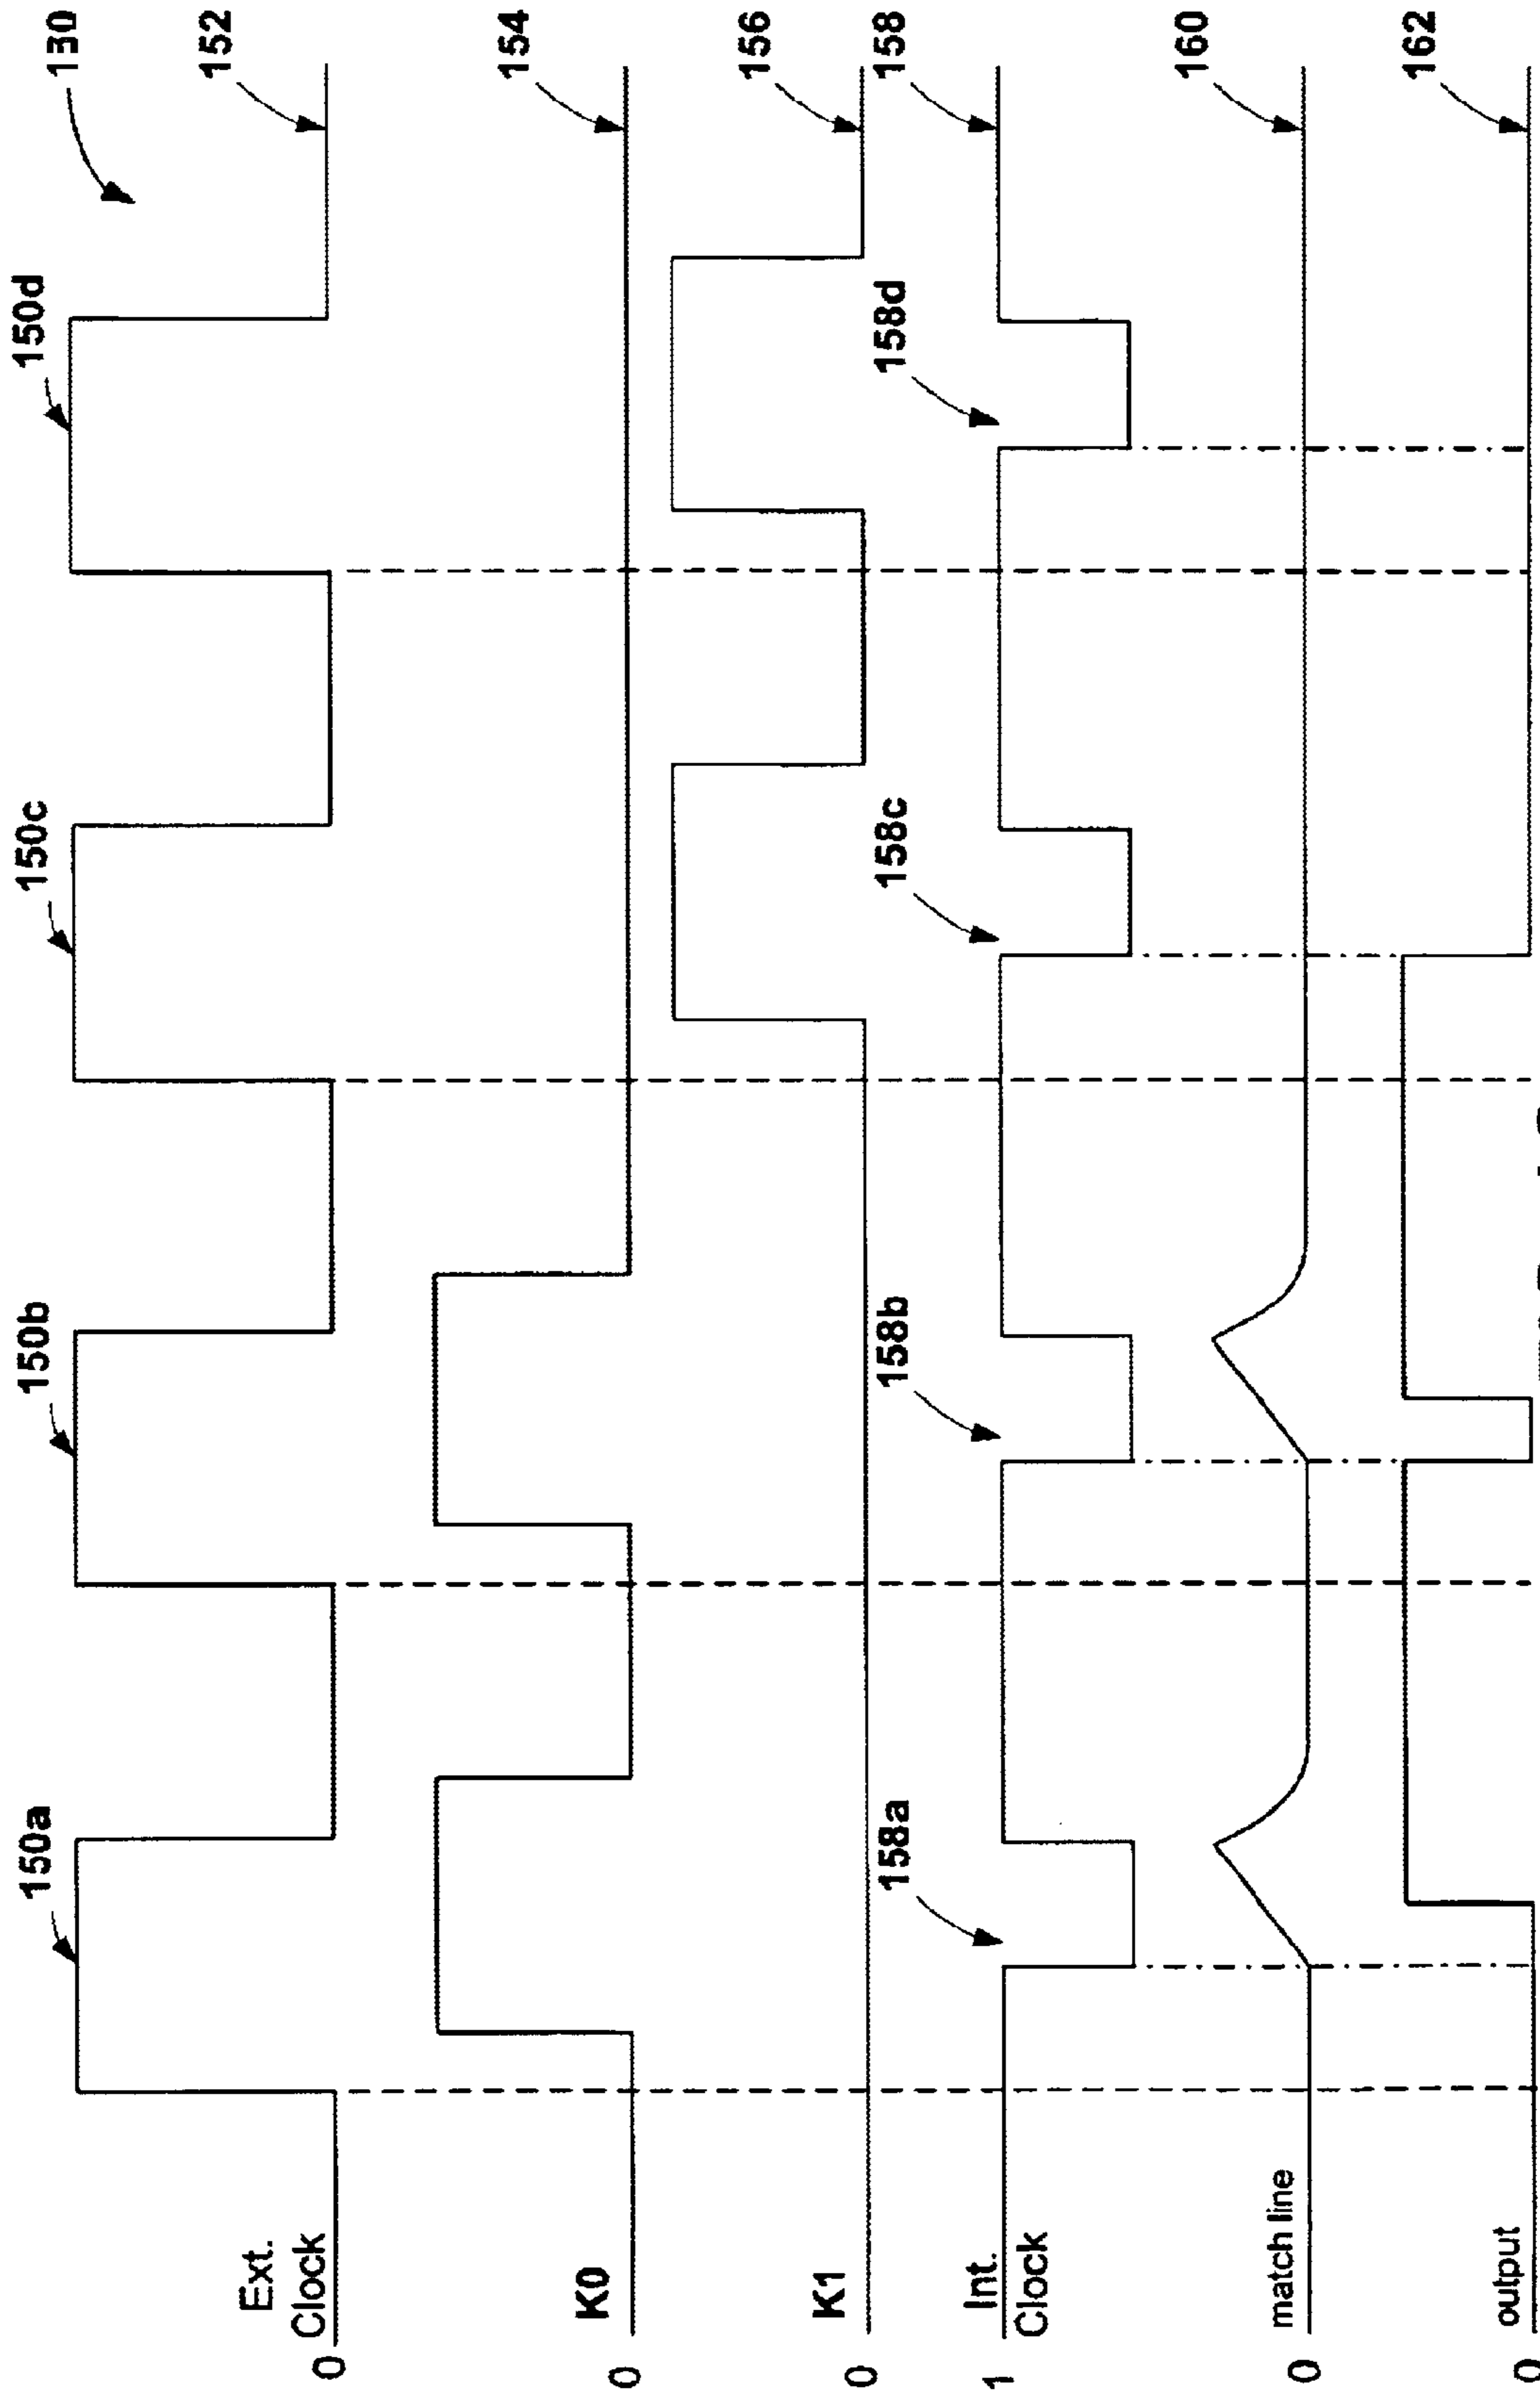 130
150a
150b
150c
150d
152
Ext.
Clock
0
154
K0
0
156
K1
0
158
158a
158b
158c
158d
Int.
Clock
1
160
match line
0
162
output
0